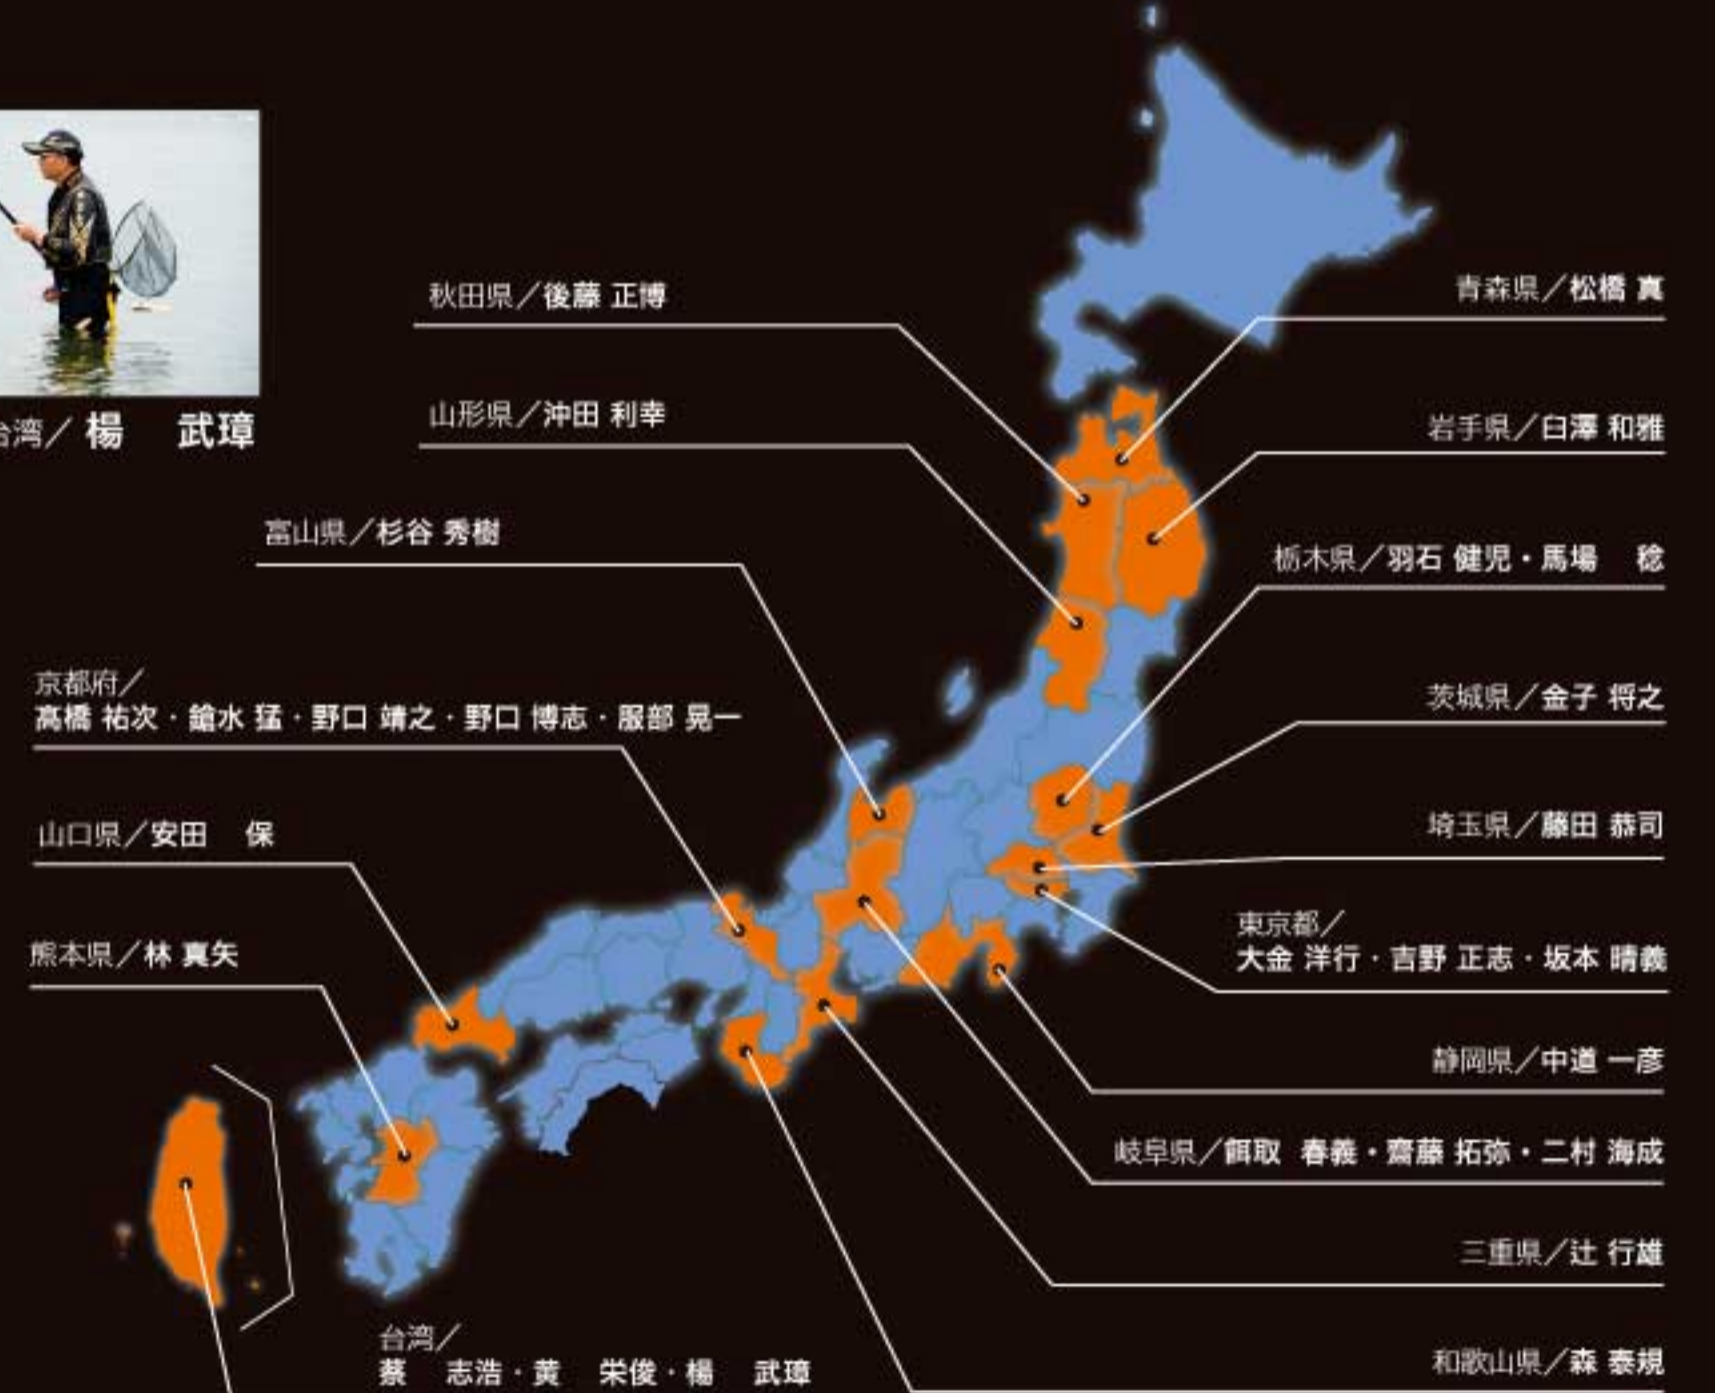 台湾／楊　武璋
秋田県／後藤 正博
山形県／沖田 利幸
富山県／杉谷 秀樹
京都府／
髙橋 祐次・鎗水 猛・野口 靖之・野口 博志・服部 晃一
山口県／安田　保
熊本県／林 真矢
台湾／
蔡　志浩・黄　栄俊・楊　武璋
青森県／松橋 真
岩手県／臼澤 和雅
栃木県／羽石 健児・馬場　稔
茨城県／金子 将之
埼玉県／藤田 恭司
東京都／
大金 洋行・吉野 正志・坂本 晴義
静岡県／中道 一彦
岐阜県／餌取 春義・齋藤 拓弥・二村 海成
三重県／辻 行雄
和歌山県／森 泰規